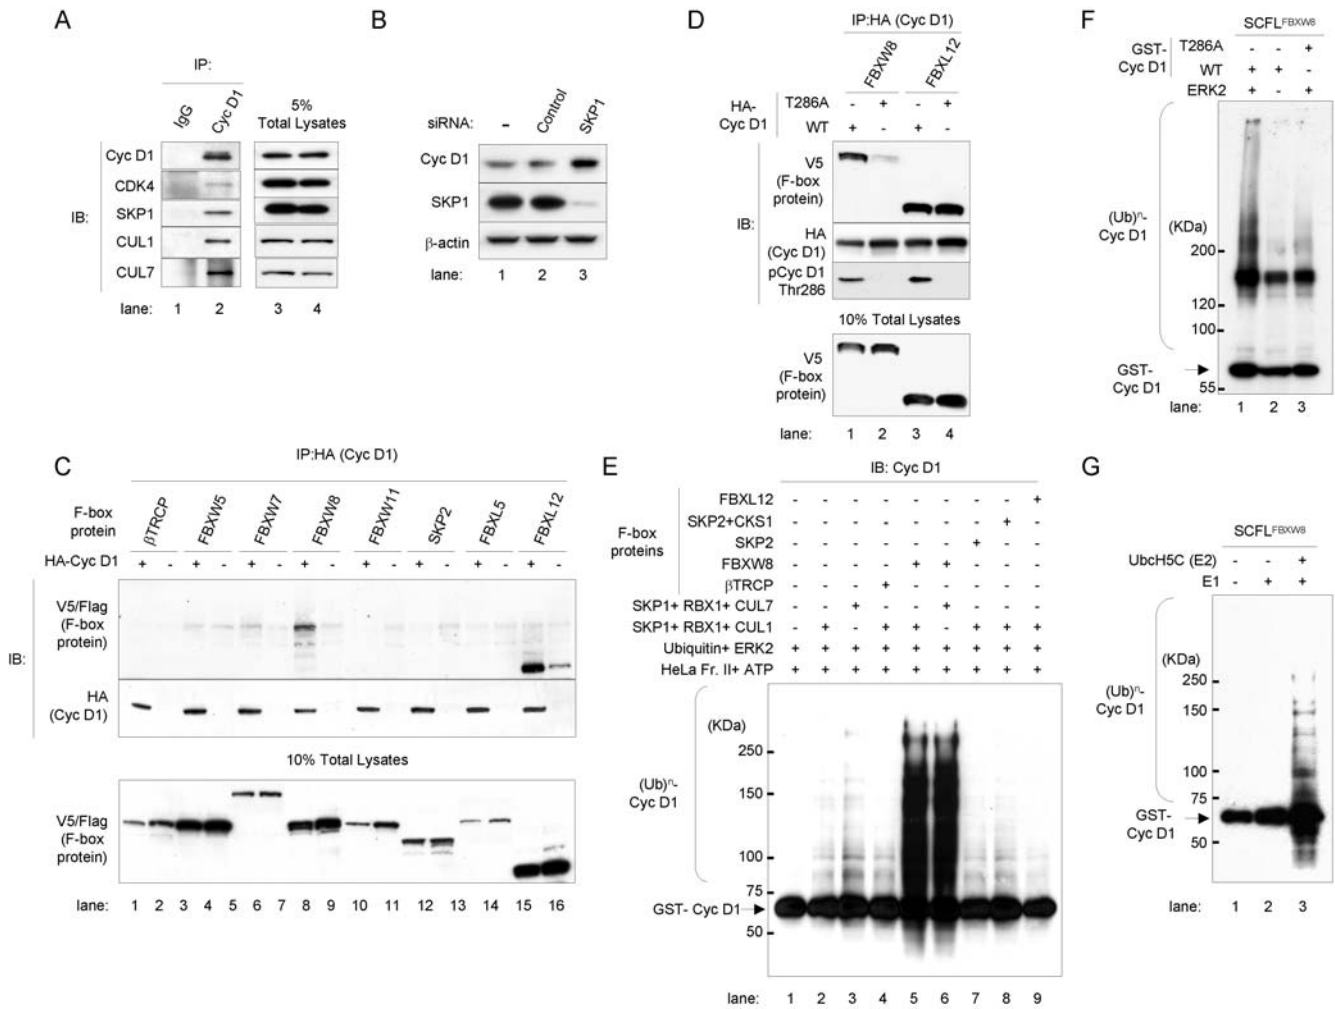 A
IP:
IgG
Cyc D1
5%
Total Lysates
IB:
Cyc D1
CDK4
SKP1
CUL1
CUL7
lane: 1 2 3 4
B
siRNA: - Control SKP1
Cyc D1
SKP1
β-actin
lane: 1 2 3
C
IP:HA (Cyc D1)
F-box
protein
βTRCP FBXW5 FBXW7 FBXW8 FBXW11 SKP2 FBXL5 FBXL12
HA-Cyc D1 + - + - + - + - + - + - + - + -
IB:
V5/Flag
(F-box
protein)
HA
(Cyc D1)
10% Total Lysates
V5/Flag
(F-box
protein)
lane: 1 2 3 4 5 6 7 8 9 10 11 12 13 14 15 16
D
IP:HA (Cyc D1)
FBXW8 FBXL12
HA-
Cyc D1
T286A - + - +
WT + - + -
IB:
V5
(F-box
protein)
HA
(Cyc D1)
pCyc D1
Thr286
10% Total Lysates
V5
(F-box
protein)
lane: 1 2 3 4
E
IB: Cyc D1
F-box
proteins
FBXL12 - - - - - - - - +
SKP2+CKS1 - - - - - - - + -
SKP2 - - - - - - + - -
FBXW8 - - - - + + - - -
βTRCP - - - + - - - - -
SKP1+ RBX1+ CUL7 - - + - - + - - -
SKP1+ RBX1+ CUL1 - + - + + - + + +
Ubiquitin+ ERK2 + + + + + + + + +
HeLa Fr. II+ ATP + + + + + + + + +
(KDa)
250
(Ub)ⁿ-
Cyc D1
150
100
75
GST- Cyc D1
50
lane: 1 2 3 4 5 6 7 8 9
F
SCFLFBXW8
GST-
Cyc D1
T286A - - +
WT + + -
ERK2 + - +
(Ub)ⁿ-
Cyc D1
(KDa)
200
120
100
GST-
Cyc D1
55
lane: 1 2 3
G
SCFLFBXW8
UbcH5C (E2) - - +
E1 - + +
(KDa)
250
(Ub)ⁿ-
Cyc D1
150
100
75
GST-
Cyc D1
50
lane: 1 2 3